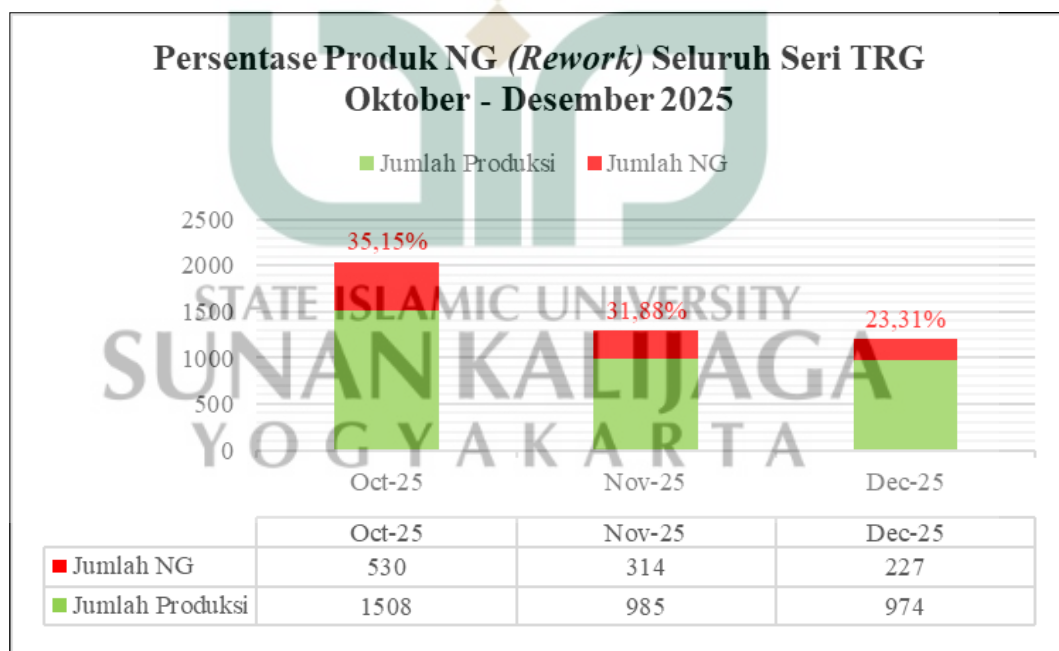 Persentase Produk NG (Rework) Seluruh Seri TRG
Oktober - Desember 2025
Jumlah Produksi Jumlah NG
2500
35,15%
2000
STATE ISLAMIC UNIVERSITY
1500
31,88%
23,31%
SUNAN KALIJAGA
1000
500
YOGYAKARTA
0
Oct-25 Nov-25 Dec-25
Oct-25 Nov-25 Dec-25
Jumlah NG 530 314 227
Jumlah Produksi 1508 985 974